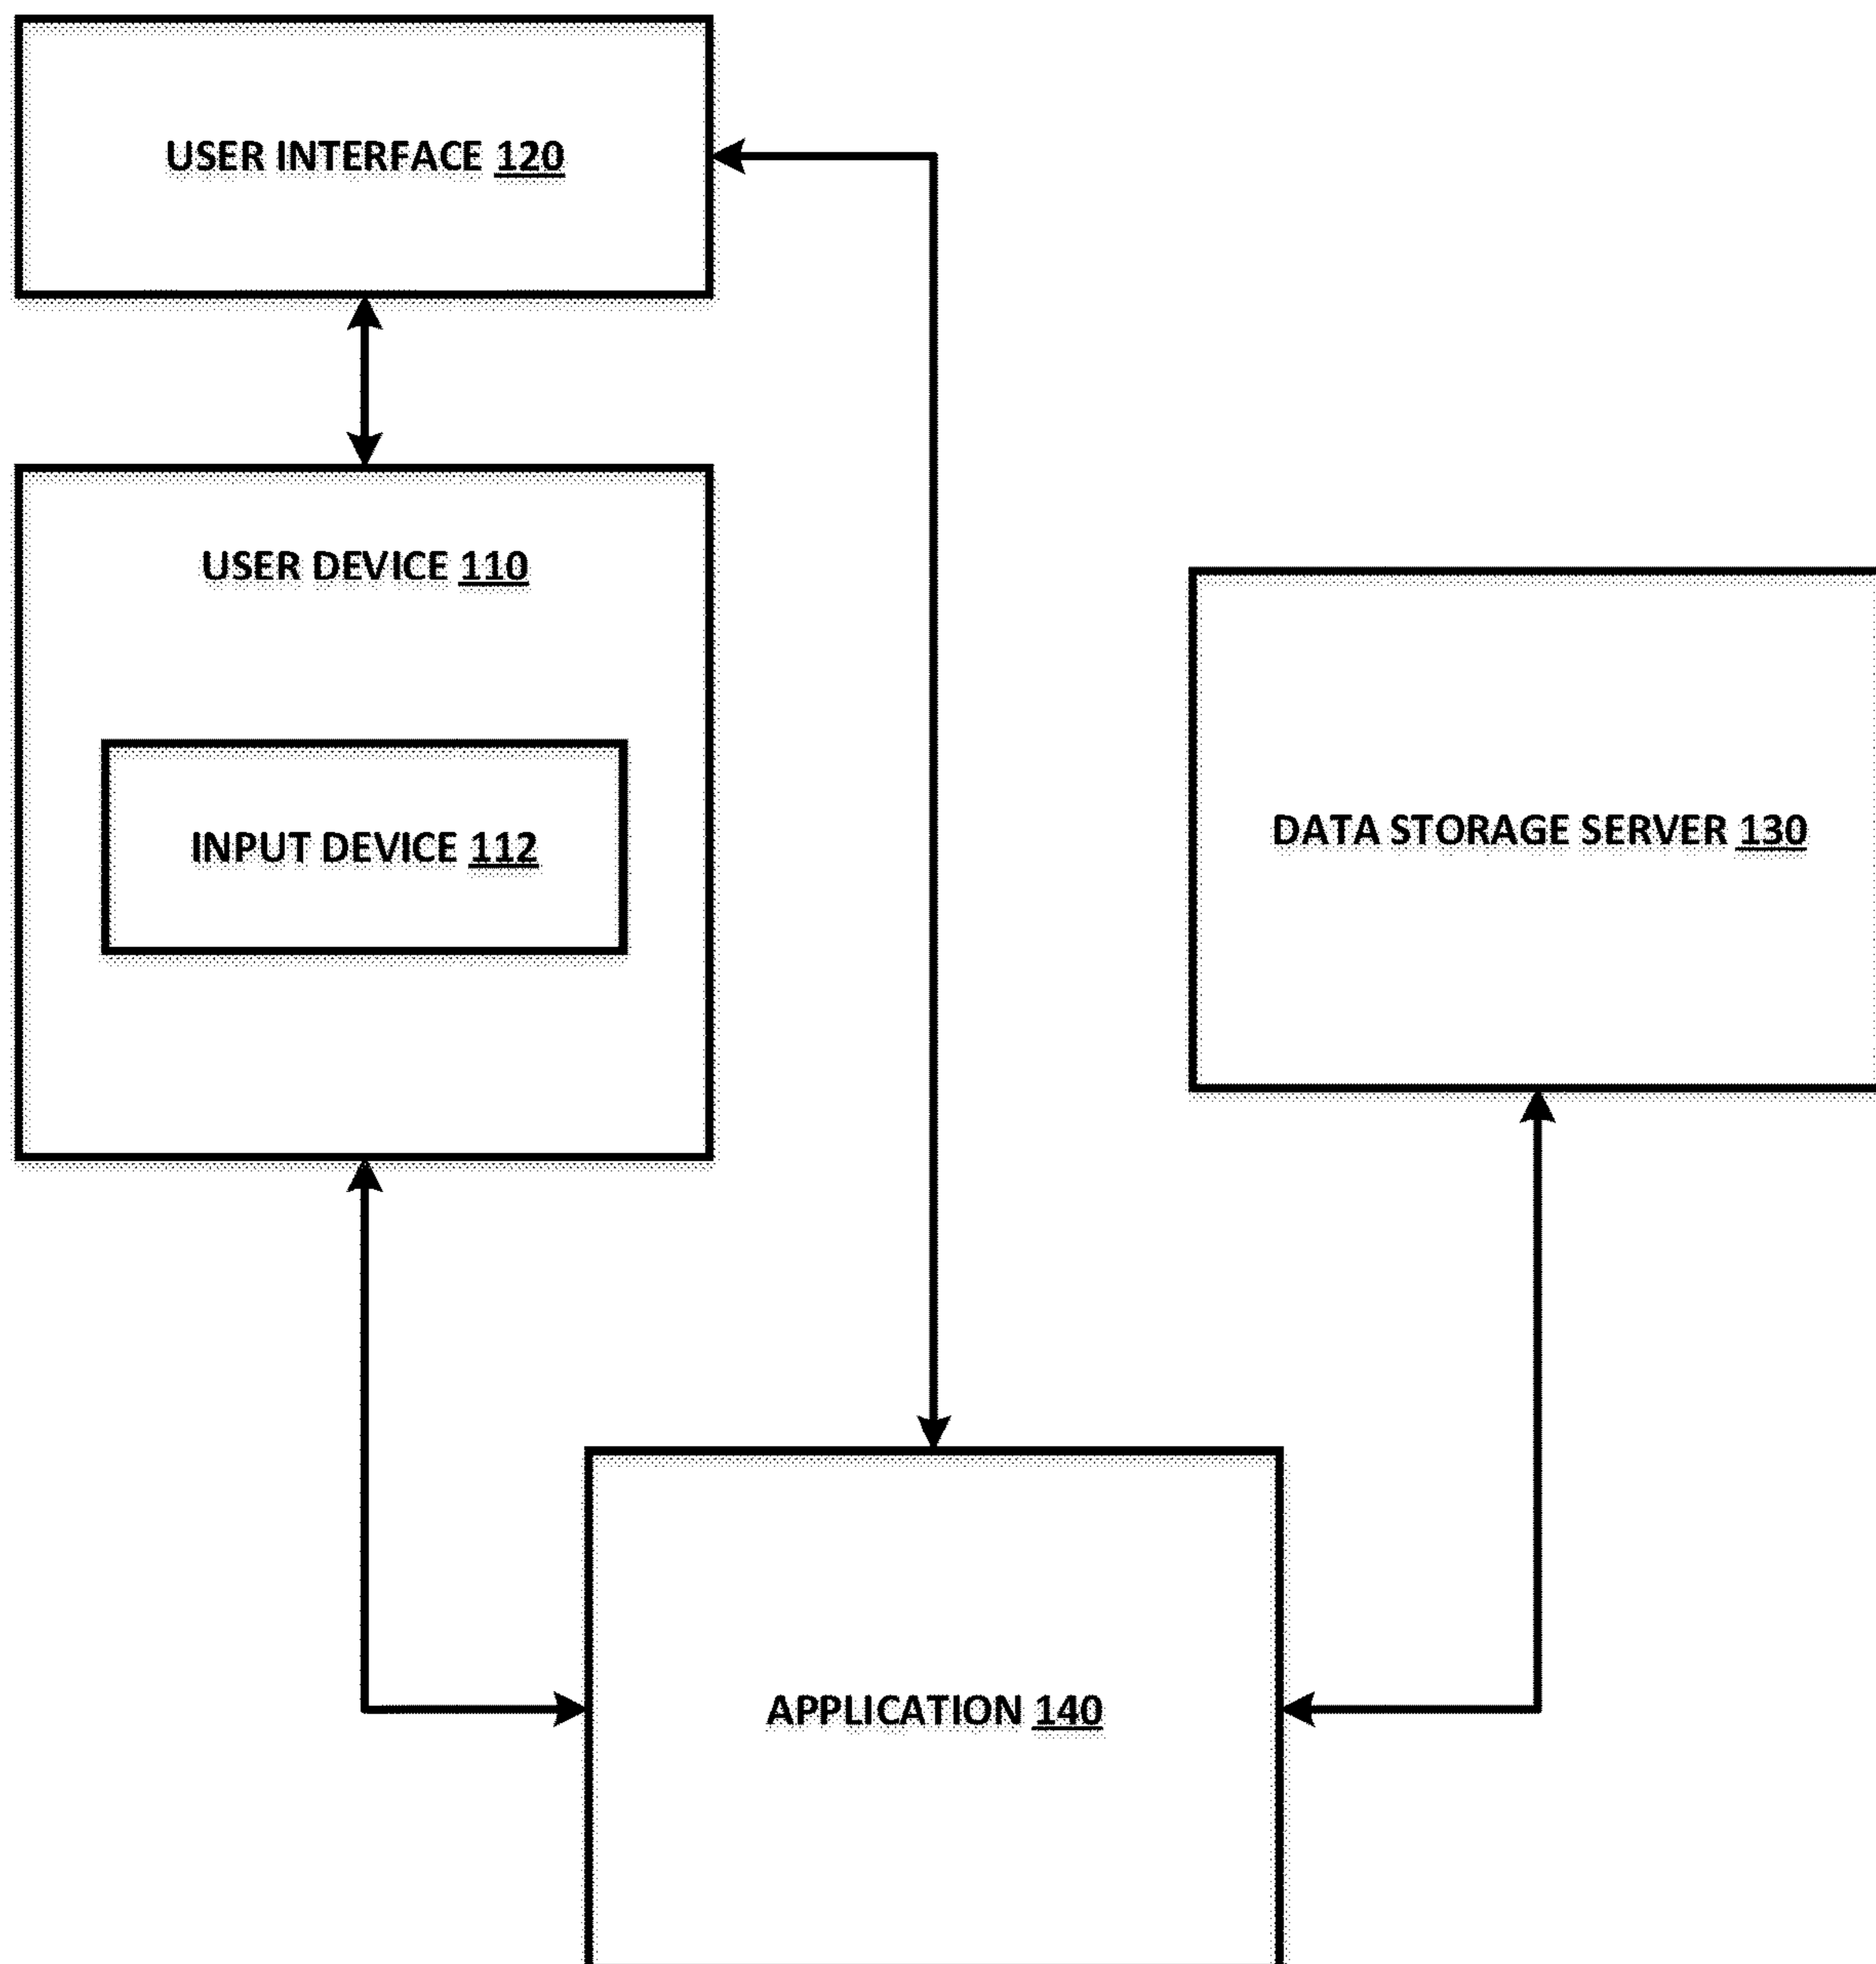 USER INTERFACE 120
USER DEVICE 110
INPUT DEVICE 112
DATA STORAGE SERVER 130
APPLICATION 140